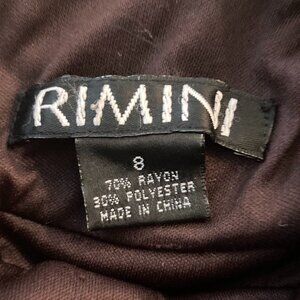 RIMINI
8
70% RAYON
30% POLYESTER
MADE IN CHINA